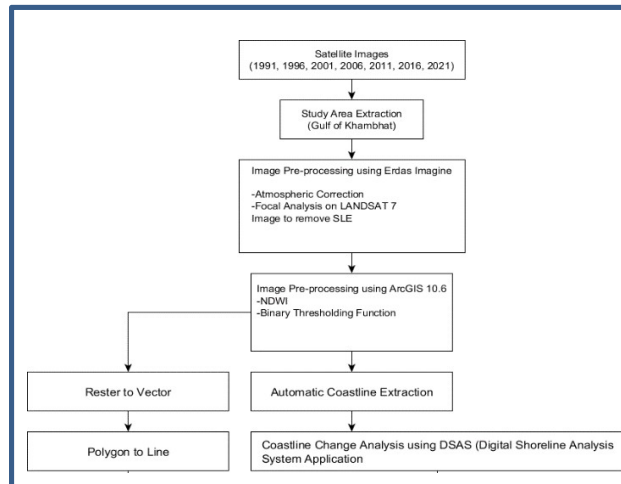 Satellite Images
(1991, 1996, 2001, 2006, 2011, 2016, 2021)
Study Area Extraction
(Gulf of Khambhat)
Image Pre-processing using Erdas Imagine
-Atmospheric Correction
-Focal Analysis on LANDSAT 7
Image to remove SLE
Image Pre-processing using ArcGIS 10.6
-NDWI
-Binary Thresholding Function
Rester to Vector
Automatic Coastline Extraction
Polygon to Line
Coastline Change Analysis using DSAS (Digital Shoreline Analysis
System Application